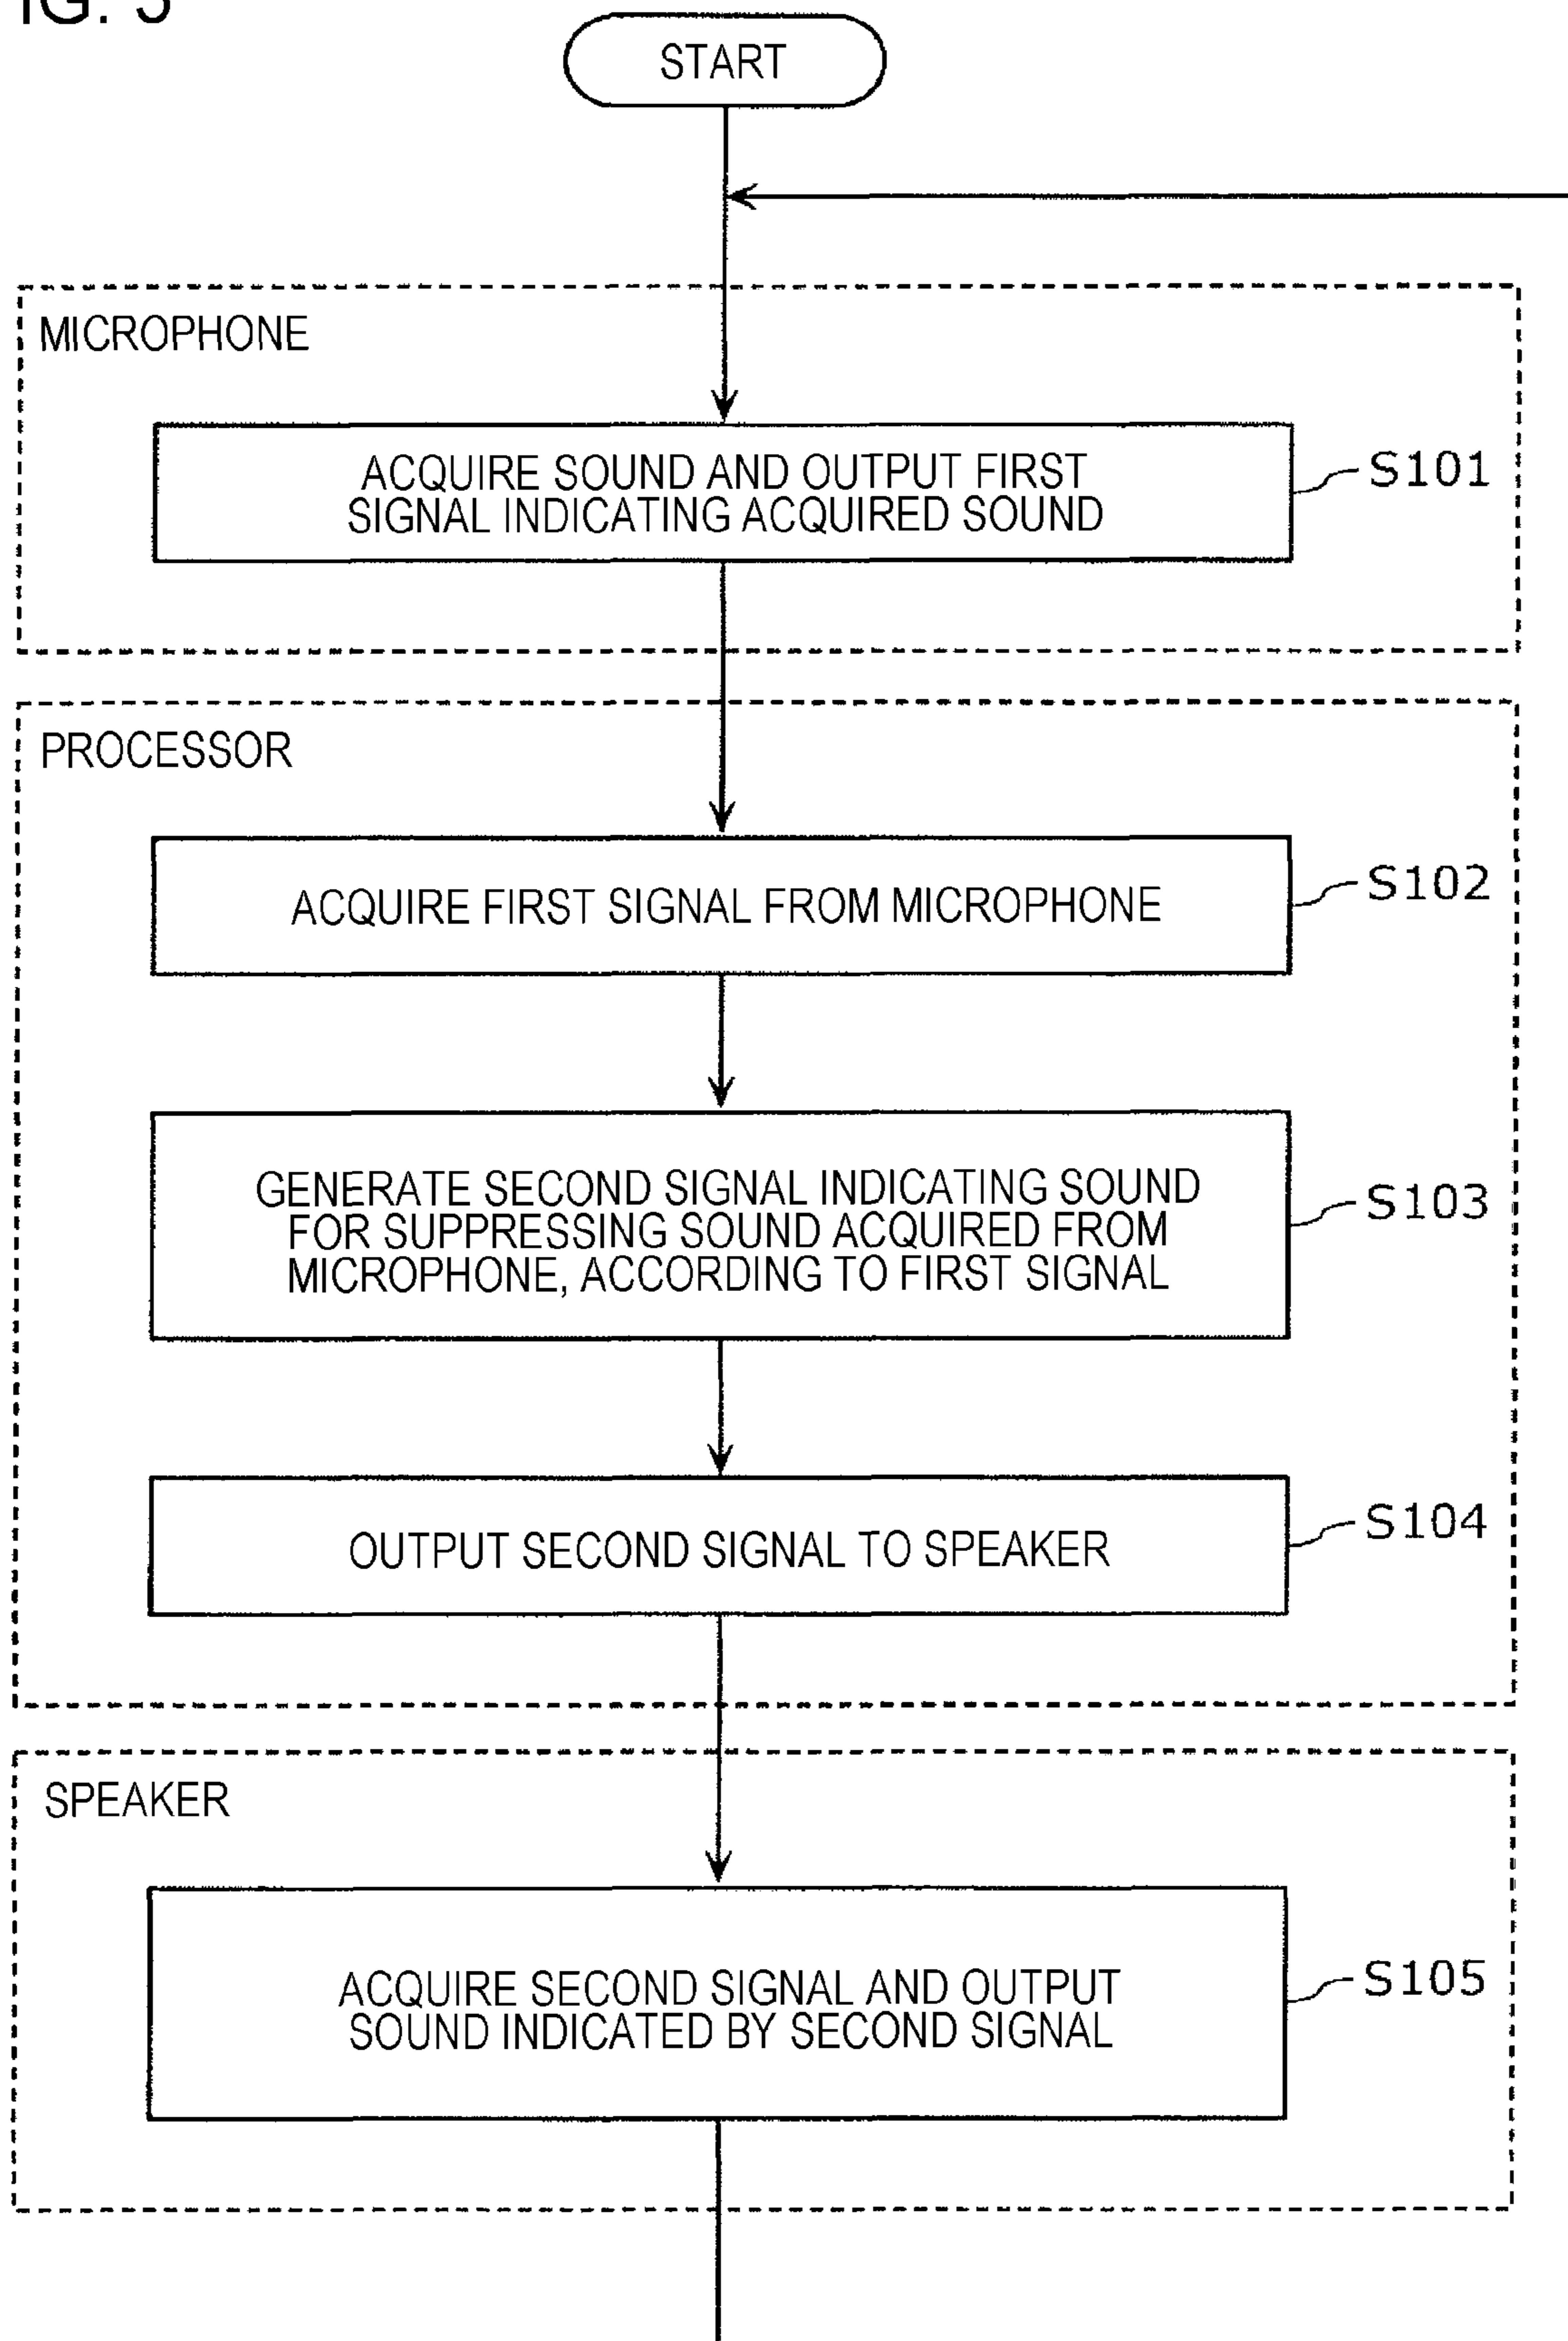 IG. 5
START
MICROPHONE
ACQUIRE SOUND AND OUTPUT FIRST
SIGNAL INDICATING ACQUIRED SOUND
S101
PROCESSOR
ACQUIRE FIRST SIGNAL FROM MICROPHONE
S102
GENERATE SECOND SIGNAL INDICATING SOUND
FOR SUPPRESSING SOUND ACQUIRED FROM
MICROPHONE, ACCORDING TO FIRST SIGNAL
S103
OUTPUT SECOND SIGNAL TO SPEAKER
S104
SPEAKER
ACQUIRE SECOND SIGNAL AND OUTPUT
SOUND INDICATED BY SECOND SIGNAL
S105